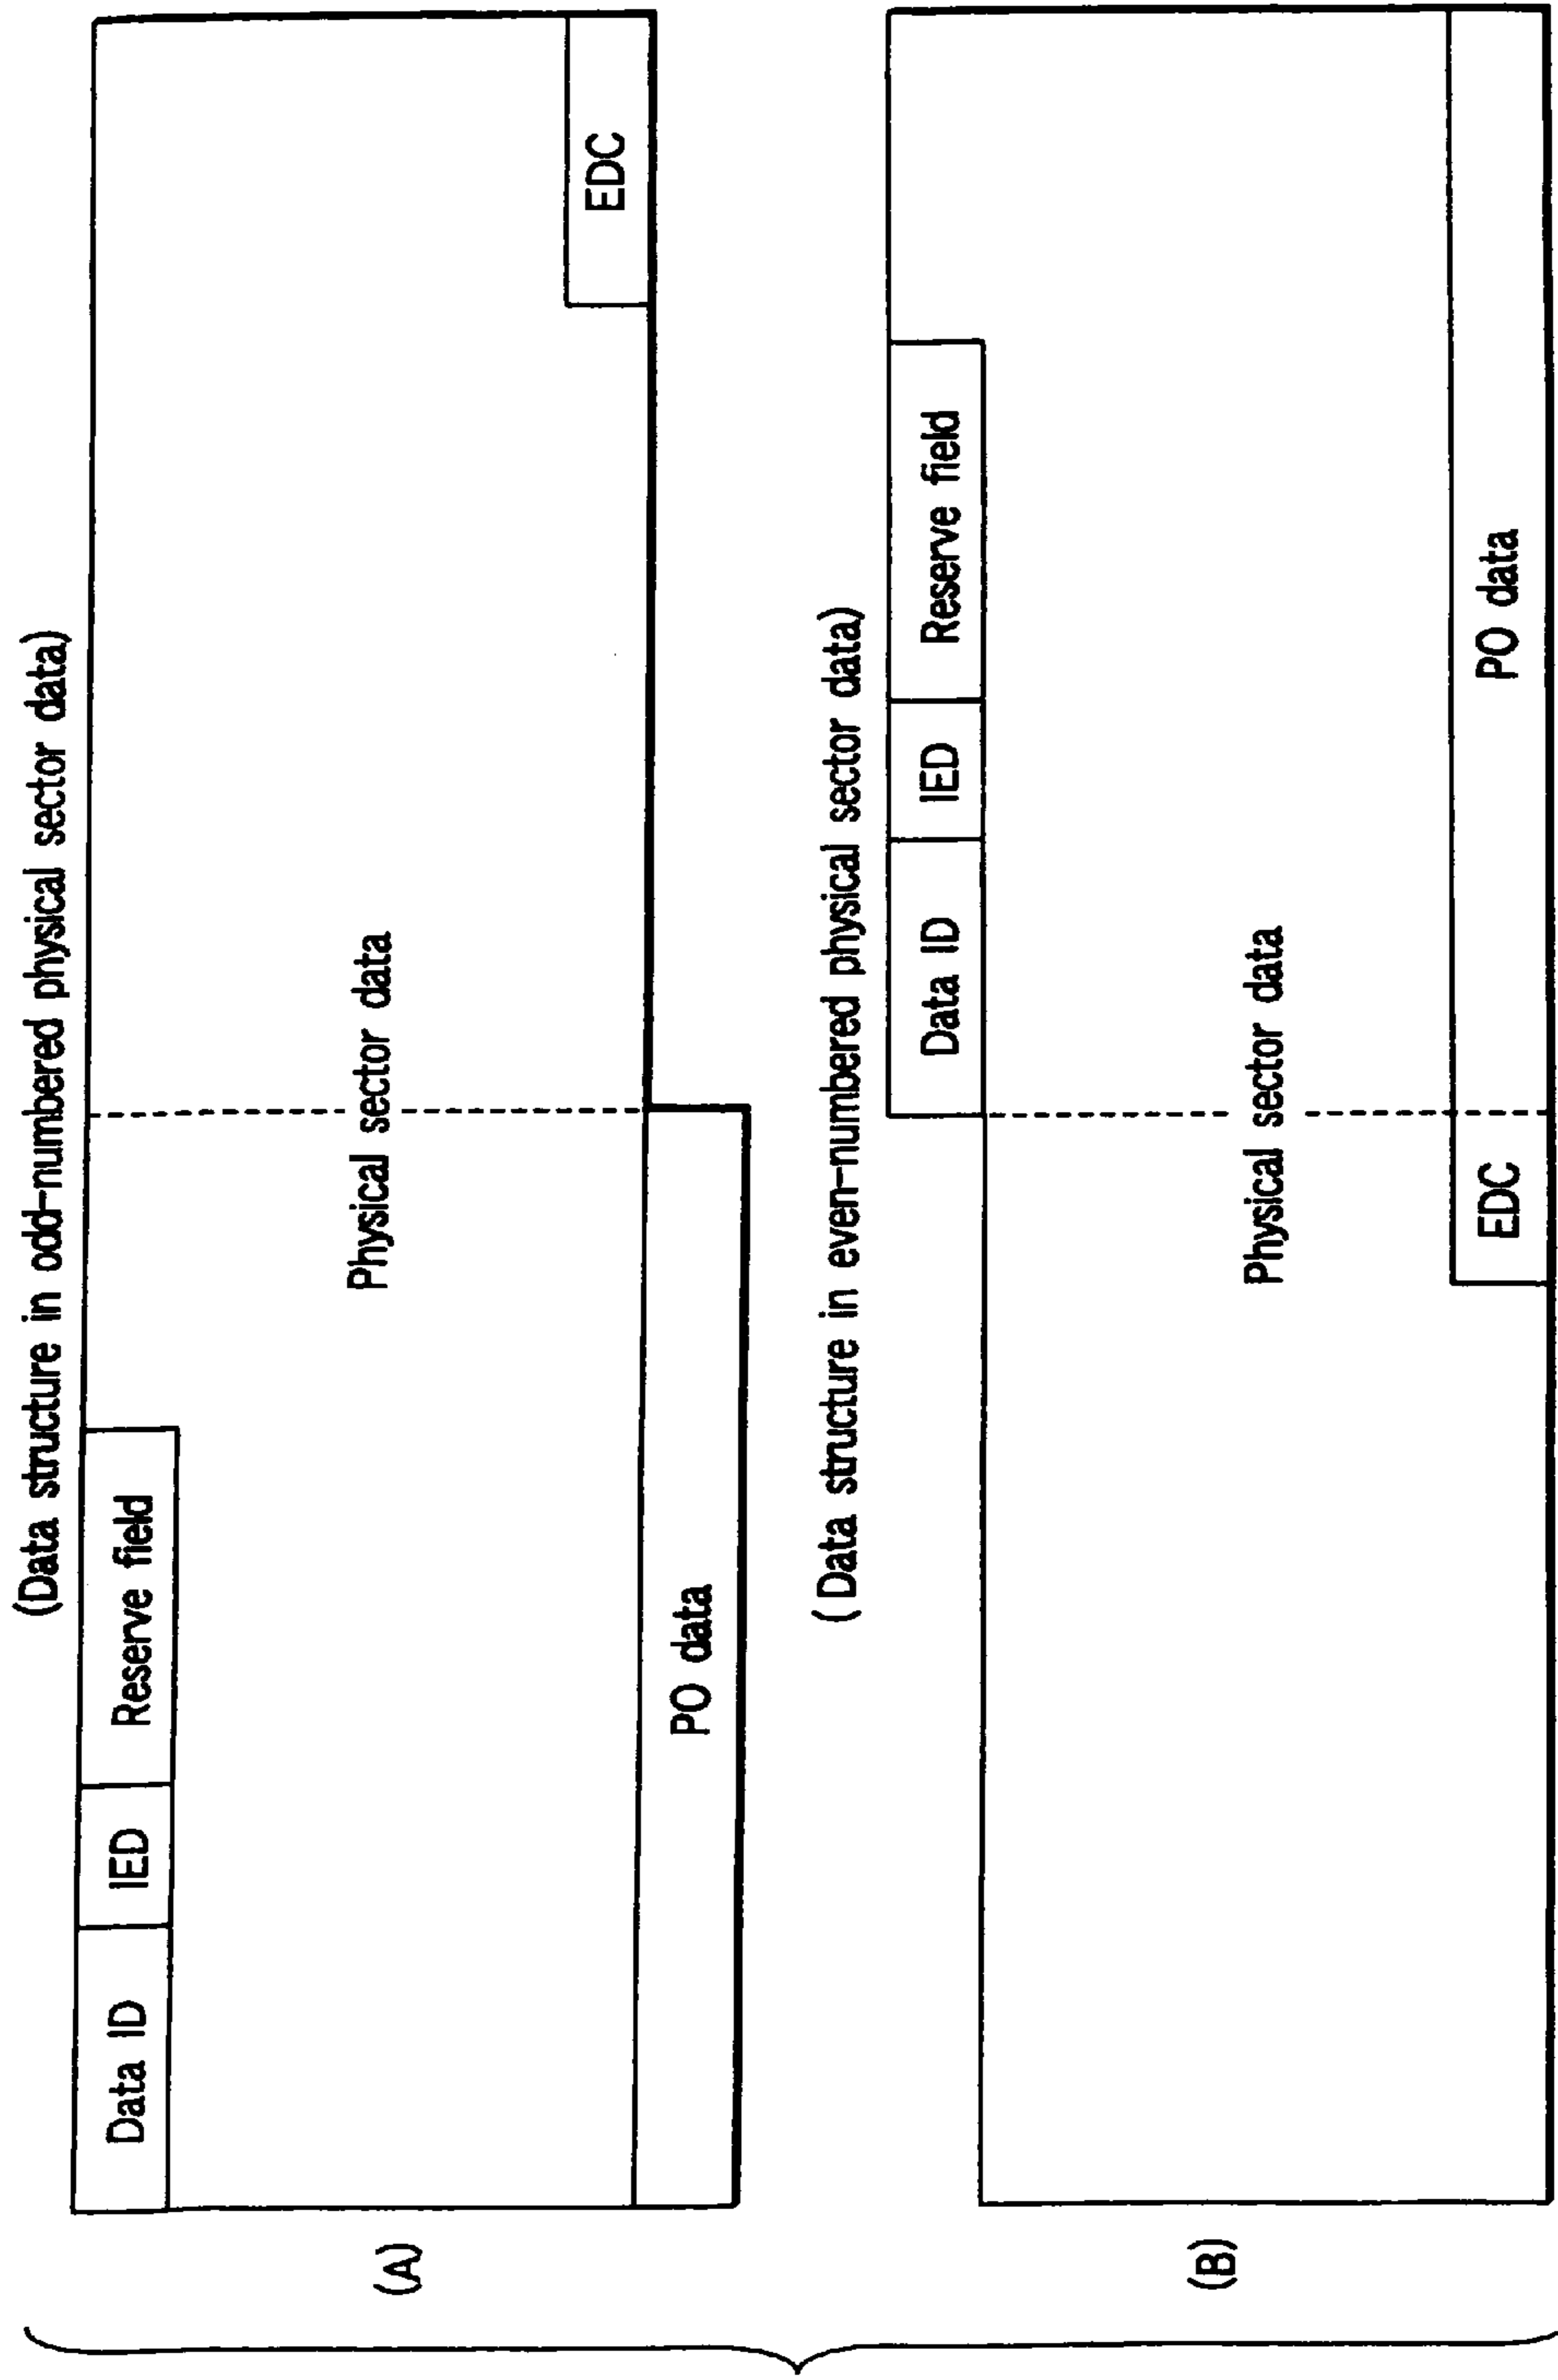 (Data structure in odd-numbered physical sector data)
(A)
Data ID
IED
Reserve field
Physical sector data
EDC
PO data
(Data structure in even-numbered physical sector data)
(B)
Data ID
IED
Reserve field
Physical sector data
EDC
PO data